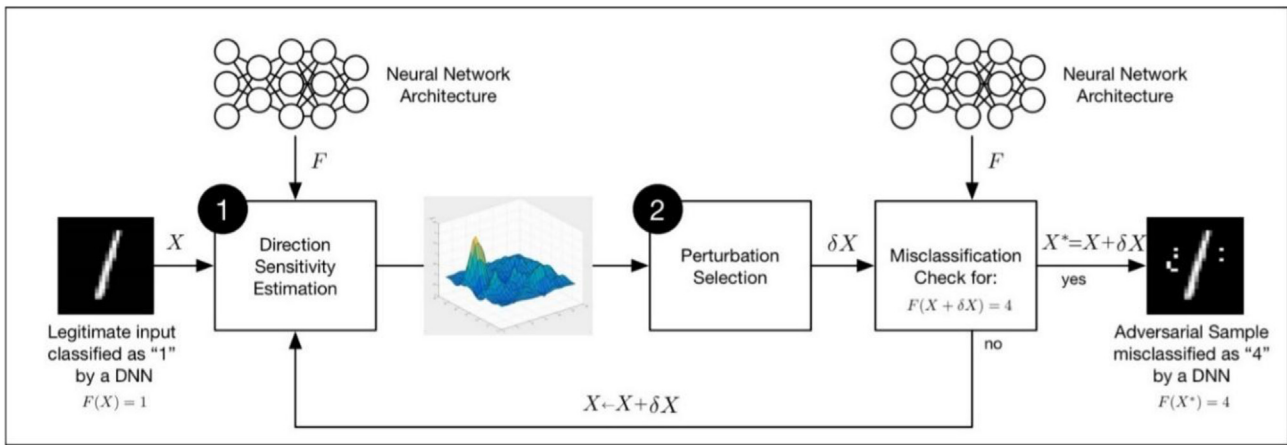 Neural Network
Architecture
Neural Network
Architecture
F
F
1
2
X
Direction
Sensitivity
Estimation
Perturbation
Selection
δX
Misclassification
Check for:
F(X + δX) = 4
X*=X+δX
yes
no
Legitimate input
classified as “1”
by a DNN
F(X) = 1
Adversarial Sample
misclassified as “4”
by a DNN
F(X*) = 4
X←X+δX